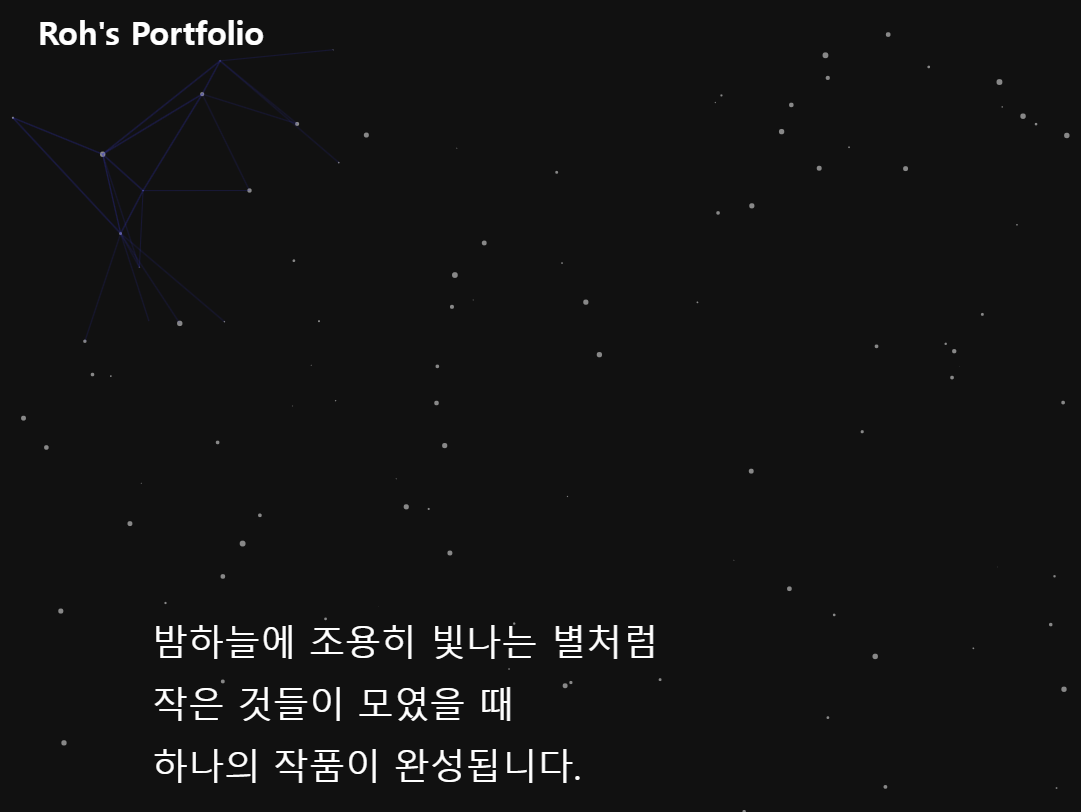 Roh's Portfolio
밤하늘에 조용히 빛나는 별처럼
작은 것들이 모였을 때
하나의 작품이 완성됩니다.